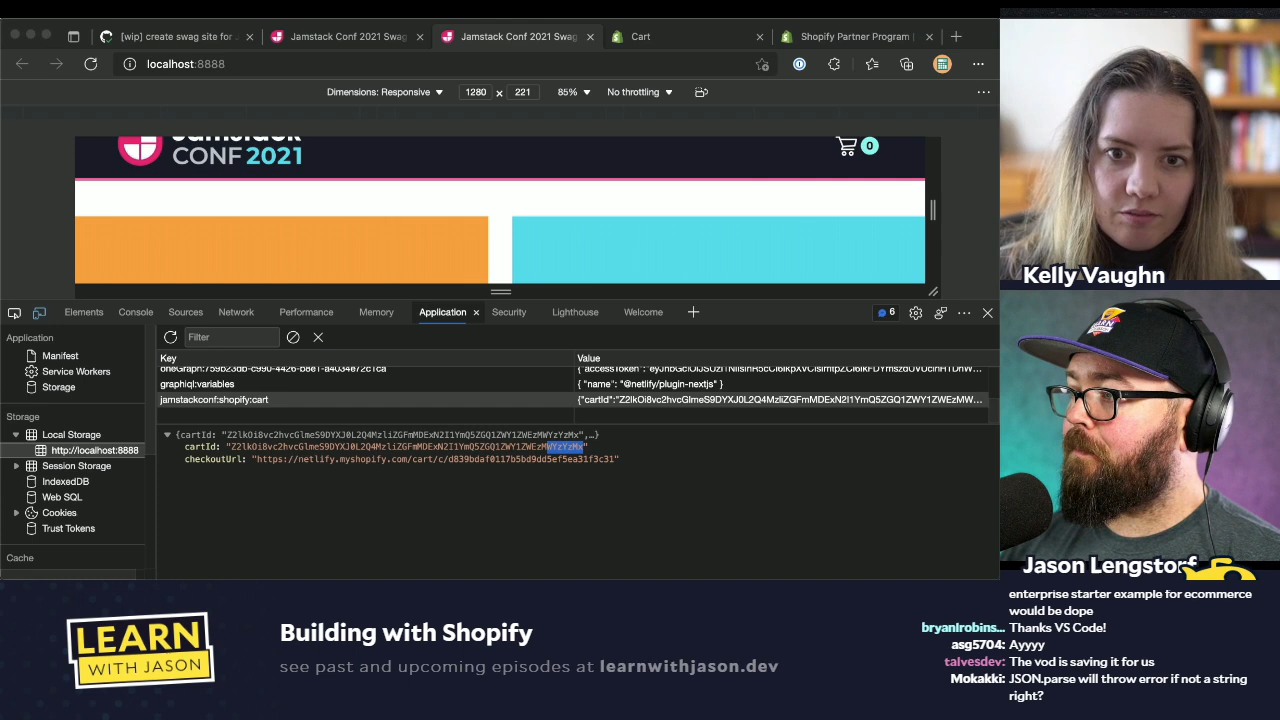 [wip] create swag site for J
Jamstack Conf 2021 Swag
Jamstack Conf 2021 Swag
Cart
Shopify Partner Program |
localhost:8888
Dimensions: Responsive
1280 x 221
85%
No throttling
Jamstack
CONF 2021
0
Kelly Vaughn
Elements
Console
Sources
Network
Performance
Memory
Application
Security
Lighthouse
Welcome
6
Application
Manifest
Service Workers
Storage
Storage
Local Storage
http://localhost:8888
Session Storage
IndexedDB
Web SQL
Cookies
Trust Tokens
Cache
Filter
Key
Value
graphiql:variables
{ "name": "@netlify/plugin-nextjs" }
jamstackconf:shopify:cart
checkoutUrl: "https://netlify.myshopify.com/cart/c/d839bdaf0117b5bd9dd5ef5ea31f3c31"
LEARN
Jason Lengstorf
LEARN
WITH JASON
Building with Shopify
see past and upcoming episodes at learnwithjason.dev
enterprise starter example for ecommerce
would be dope
bryanlrobins... Thanks VS Code!
asg5704: Ayyyy
talvesdev: The vod is saving it for us
Mokakki: JSON.parse will throw error if not a string
right?